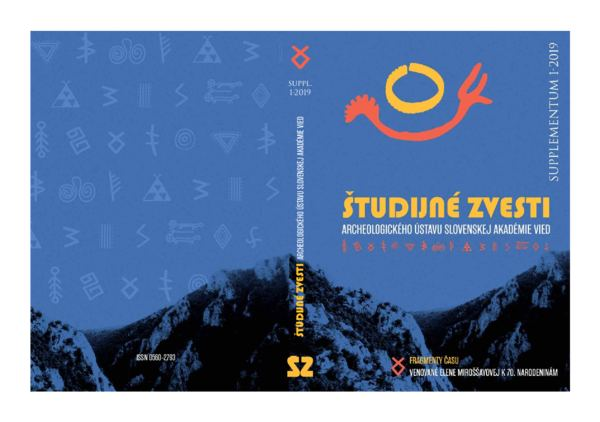 ISSN 0560-2793
SUPPL.
1-2019
ŠTUDIJNÉ ZVESTI ARCHEOLOGICKÉHO ÚSTAVU SLOVENSKEJ AKADÉMIE VIED
SZ
SUPPLEMENTUM 1-2019
ŠTUDIJNÉ ZVESTI
ARCHEOLOGICKÉHO ÚSTAVU SLOVENSKEJ AKADÉMIE VIED
FRAGMENTY ČASU
VENOVANÉ ELENE MIROŠŠAYOVEJ K 70. NARODENINÁM